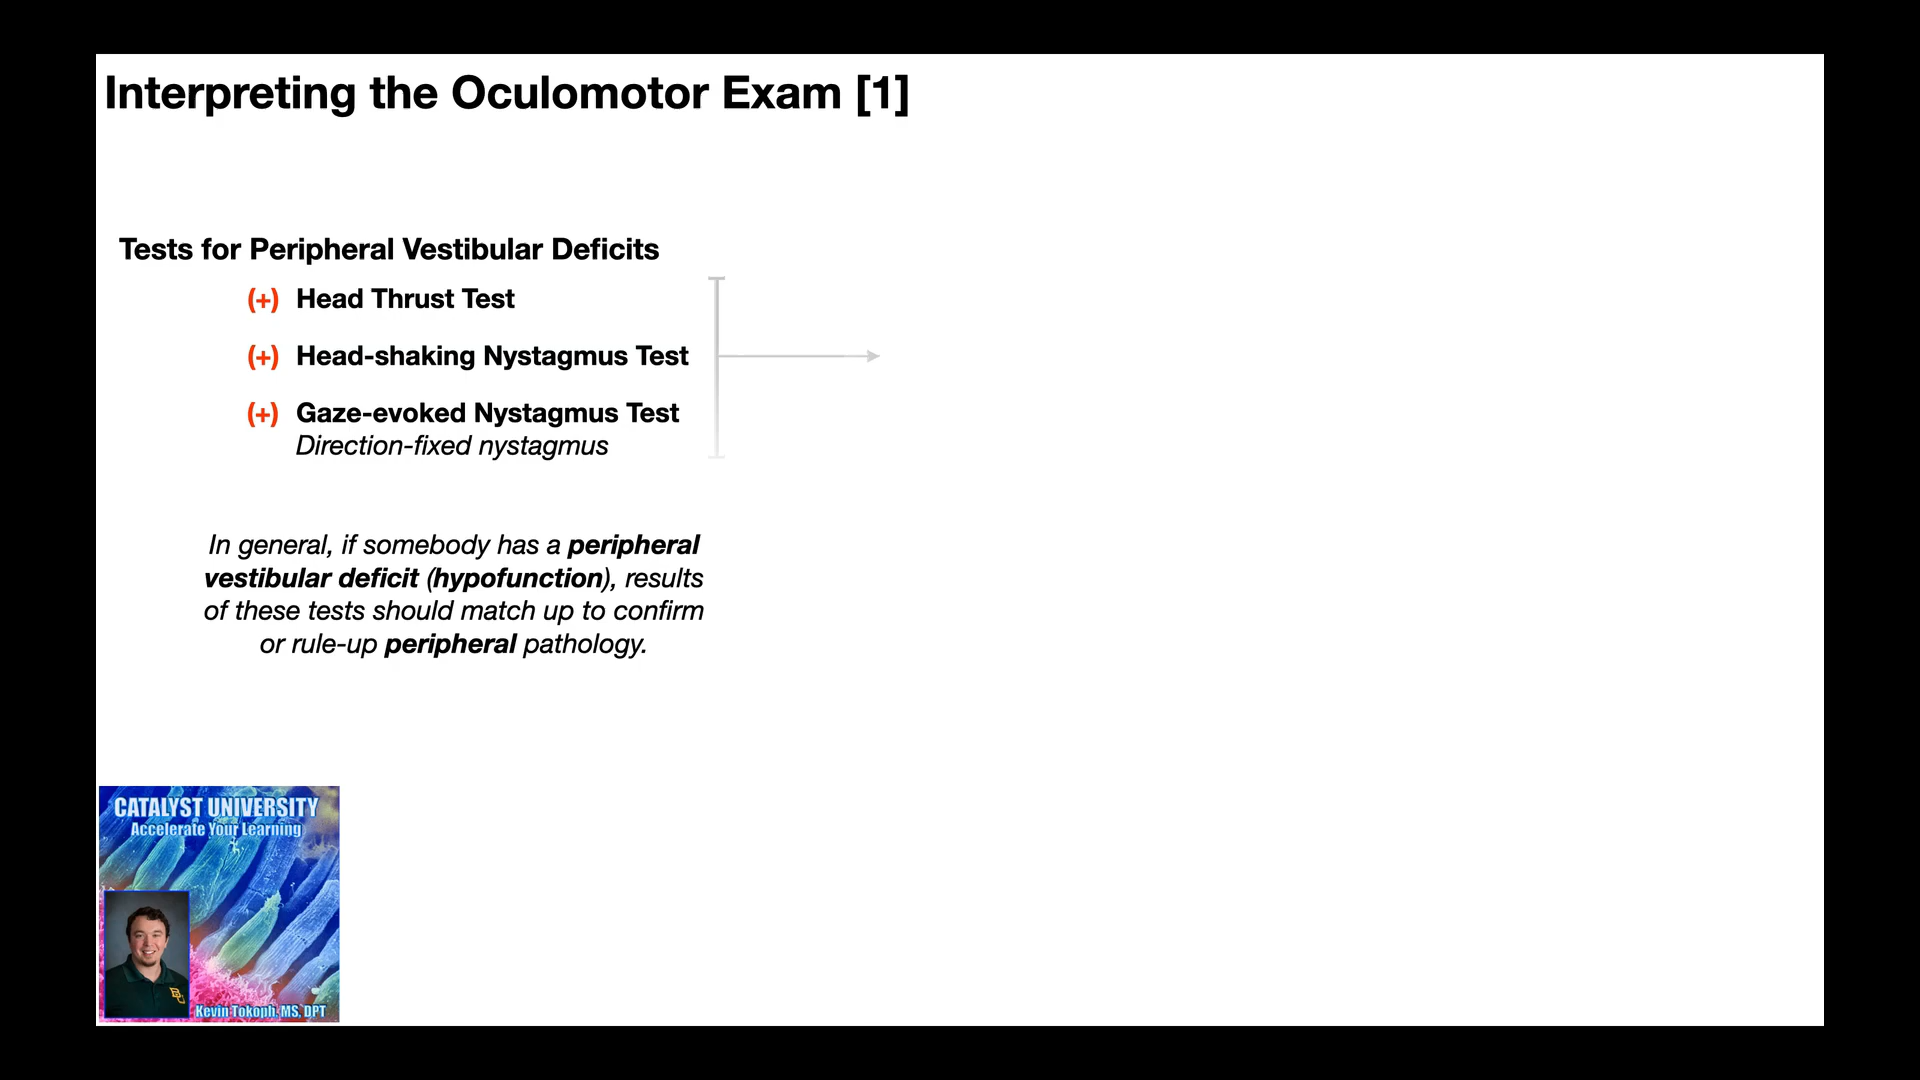 Interpreting the Oculomotor Exam [1]
Tests for Peripheral Vestibular Deficits
(+) Head Thrust Test
(+) Head-shaking Nystagmus Test
(+) Gaze-evoked Nystagmus Test
Direction-fixed nystagmus
In general, if somebody has a peripheral
vestibular deficit (hypofunction), results
of these tests should match up to confirm
or rule-up peripheral pathology.
CATALYST UNIVERSITY
Accelerate Your Learning
Kevin Tokoph, MS, DPT